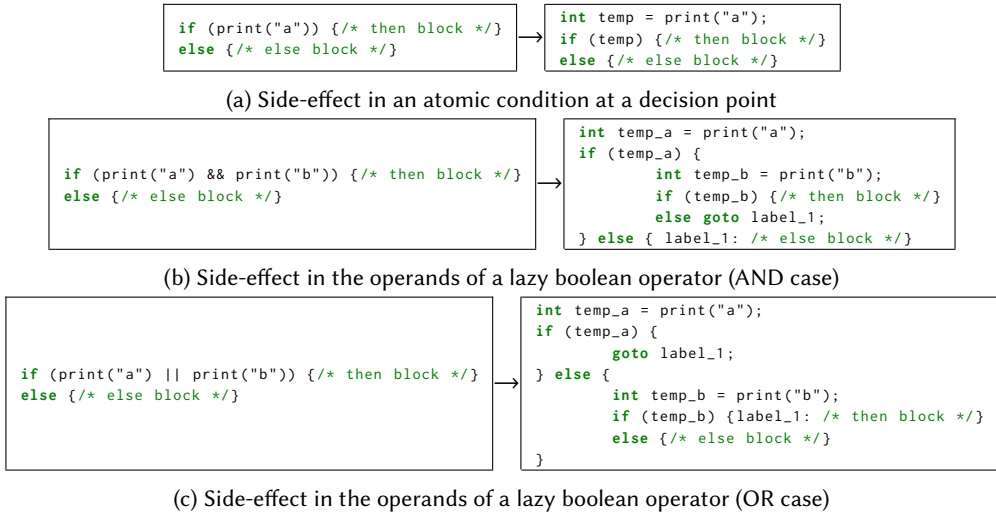 if (print("a")) {/* then block */}
else {/* else block */}
→
int temp = print("a");
if (temp) {/* then block */}
else {/* else block */}
(a) Side-effect in an atomic condition at a decision point
if (print("a") && print("b")) {/* then block */}
else {/* else block */}
→
int temp_a = print("a");
if (temp_a) {
int temp_b = print("b");
if (temp_b) {/* then block */}
else goto label_1;
} else { label_1: /* else block */}
(b) Side-effect in the operands of a lazy boolean operator (AND case)
if (print("a") || print("b")) {/* then block */}
else {/* else block */}
→
int temp_a = print("a");
if (temp_a) {
goto label_1;
} else {
int temp_b = print("b");
if (temp_b) {label_1: /* then block */}
else {/* else block */}
}
(c) Side-effect in the operands of a lazy boolean operator (OR case)